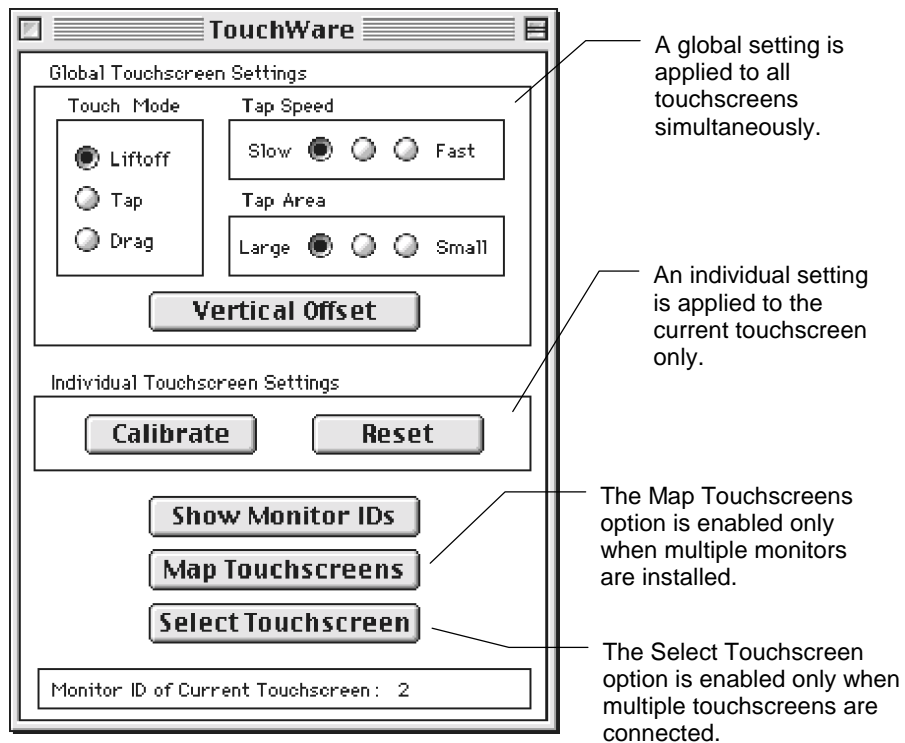 TouchWare
Global Touchscreen Settings
Touch Mode
Liftoff
Tap
Drag
Tap Speed
Slow Fast
Tap Area
Large Small
Vertical Offset
Individual Touchscreen Settings
Calibrate Reset
Show Monitor IDs
Map Touchscreens
Select Touchscreen
Monitor ID of Current Touchscreen: 2
A global setting is
applied to all
touchscreens
simultaneously.
An individual setting
is applied to the
current touchscreen
only.
The Map Touchscreens
option is enabled only
when multiple monitors
are installed.
The Select Touchscreen
option is enabled only when
multiple touchscreens are
connected.